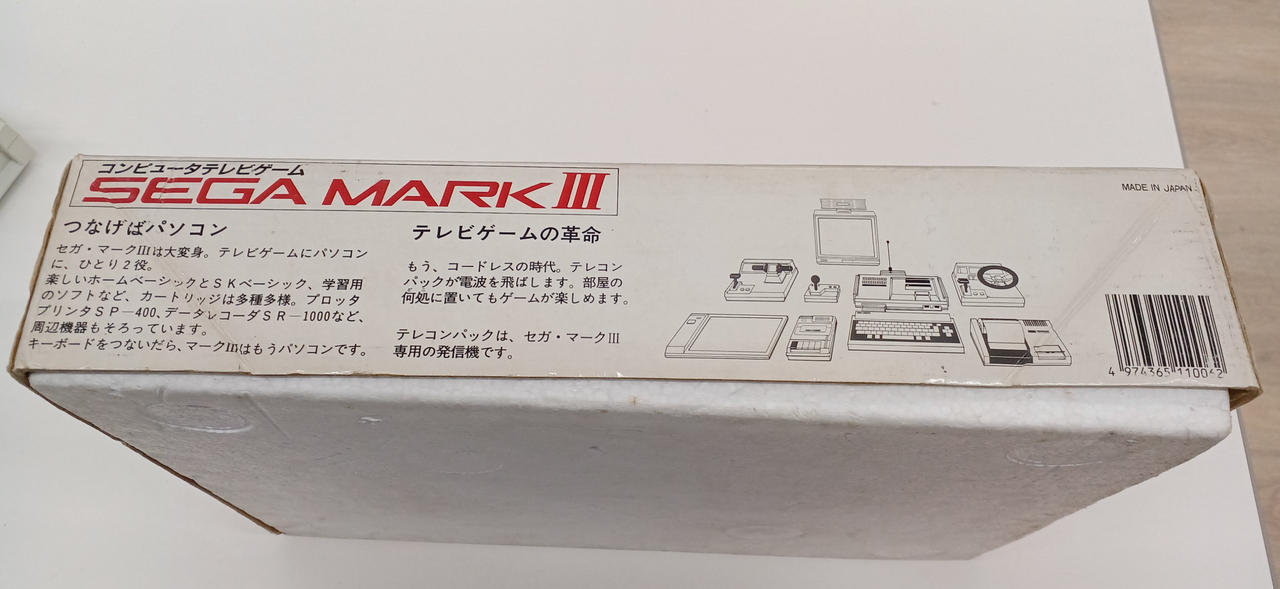 コンピュータテレビゲーム
SEGA MARK III
つなげばパソコン
セガ・マークIIIは大変身。テレビゲームにパソコン
に、ひとり2役。
楽しいホームベーシックとSKベーシック、学習用
のソフトなど、カートリッジは多種多様。プロッタ
プリンタSP—400、データレコーダSR—1000など、
周辺機器もそろっています。
キーボードをつないだら、マークIIIはもうパソコンです。
テレビゲームの革命
もう、コードレスの時代。テレコン
パックが電波を飛ばします。部屋の
何処に置いてもゲームが楽しめます。
テレコンパックは、セガ・マークIII
専用の発信機です。
MADE IN JAPAN
4 974365 110042